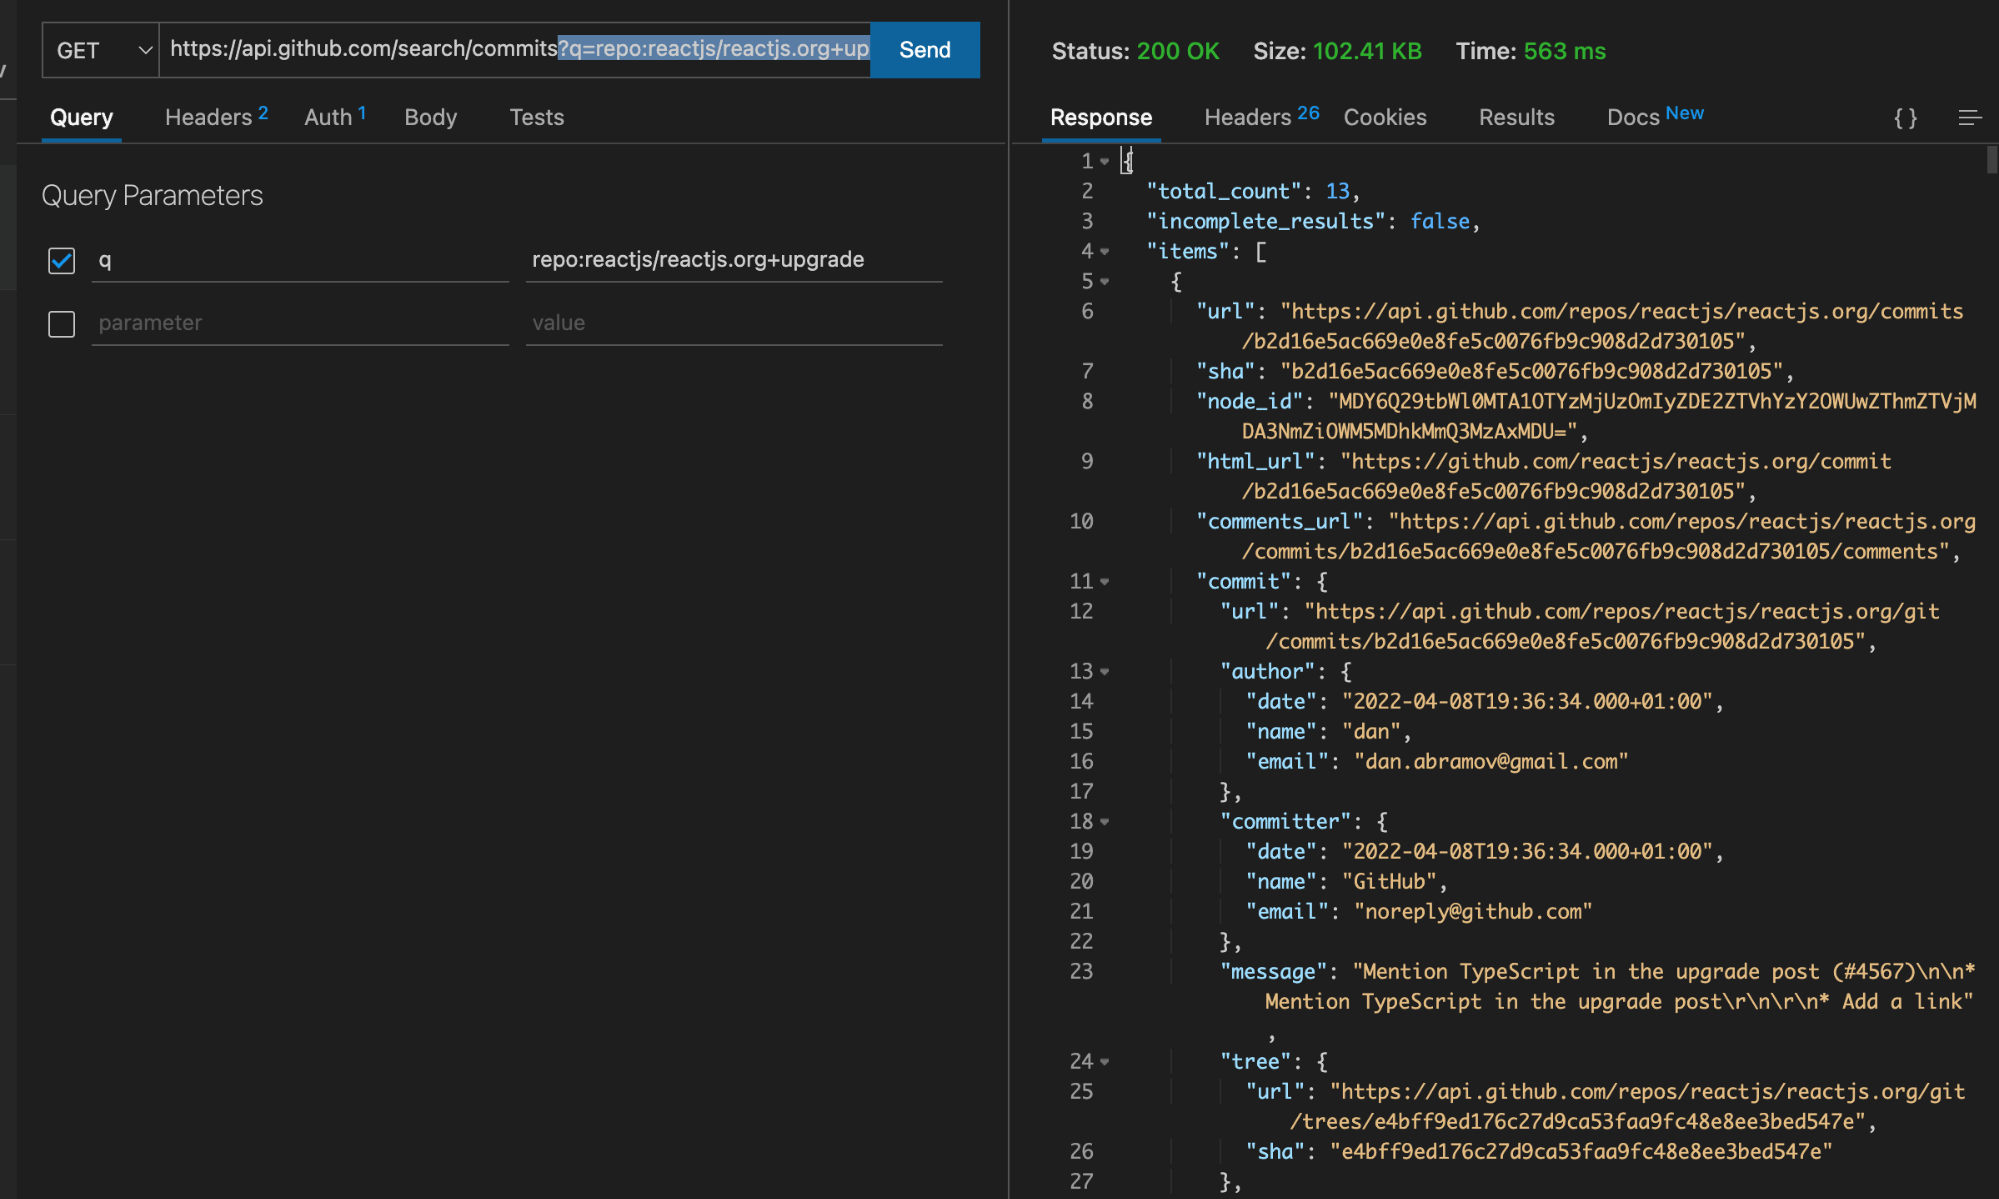 GET
https://api.github.com/search/commits?q=repo:reactjs/reactjs.org+up
Send
Query
Headers 2
Auth 1
Body
Tests
Query Parameters
q
repo:reactjs/reactjs.org+upgrade
parameter
value
Status: 200 OK
Size: 102.41 KB
Time: 563 ms
Response
Headers 26
Cookies
Results
Docs New
{ }
1 {
2 "total_count": 13,
3 "incomplete_results": false,
4 "items": [
5 {
6 "url": "https://api.github.com/repos/reactjs/reactjs.org/commits
/b2d16e5ac669e0e8fe5c0076fb9c908d2d730105",
7 "sha": "b2d16e5ac669e0e8fe5c0076fb9c908d2d730105",
8 "node_id": "MDY6Q29tbWl0MTA1OTYzMjUzOmIyZDE2ZTVhYzY2OWUwZThmZTVjM
DA3NmZiOWM5MDhkMmQ3MzAxMDU=",
9 "html_url": "https://github.com/reactjs/reactjs.org/commit
/b2d16e5ac669e0e8fe5c0076fb9c908d2d730105",
10 "comments_url": "https://api.github.com/repos/reactjs/reactjs.org
/commits/b2d16e5ac669e0e8fe5c0076fb9c908d2d730105/comments",
11 "commit": {
12 "url": "https://api.github.com/repos/reactjs/reactjs.org/git
/commits/b2d16e5ac669e0e8fe5c0076fb9c908d2d730105",
13 "author": {
14 "date": "2022-04-08T19:36:34.000+01:00",
15 "name": "dan",
16 "email": "dan.abramov@gmail.com"
17 },
18 "committer": {
19 "date": "2022-04-08T19:36:34.000+01:00",
20 "name": "GitHub",
21 "email": "noreply@github.com"
22 },
23 "message": "Mention TypeScript in the upgrade post (#4567)\n\n*
Mention TypeScript in the upgrade post\r\n\r\n* Add a link"
,
24 "tree": {
25 "url": "https://api.github.com/repos/reactjs/reactjs.org/git
/trees/e4bff9ed176c27d9ca53faa9fc48e8ee3bed547e",
26 "sha": "e4bff9ed176c27d9ca53faa9fc48e8ee3bed547e"
27 },